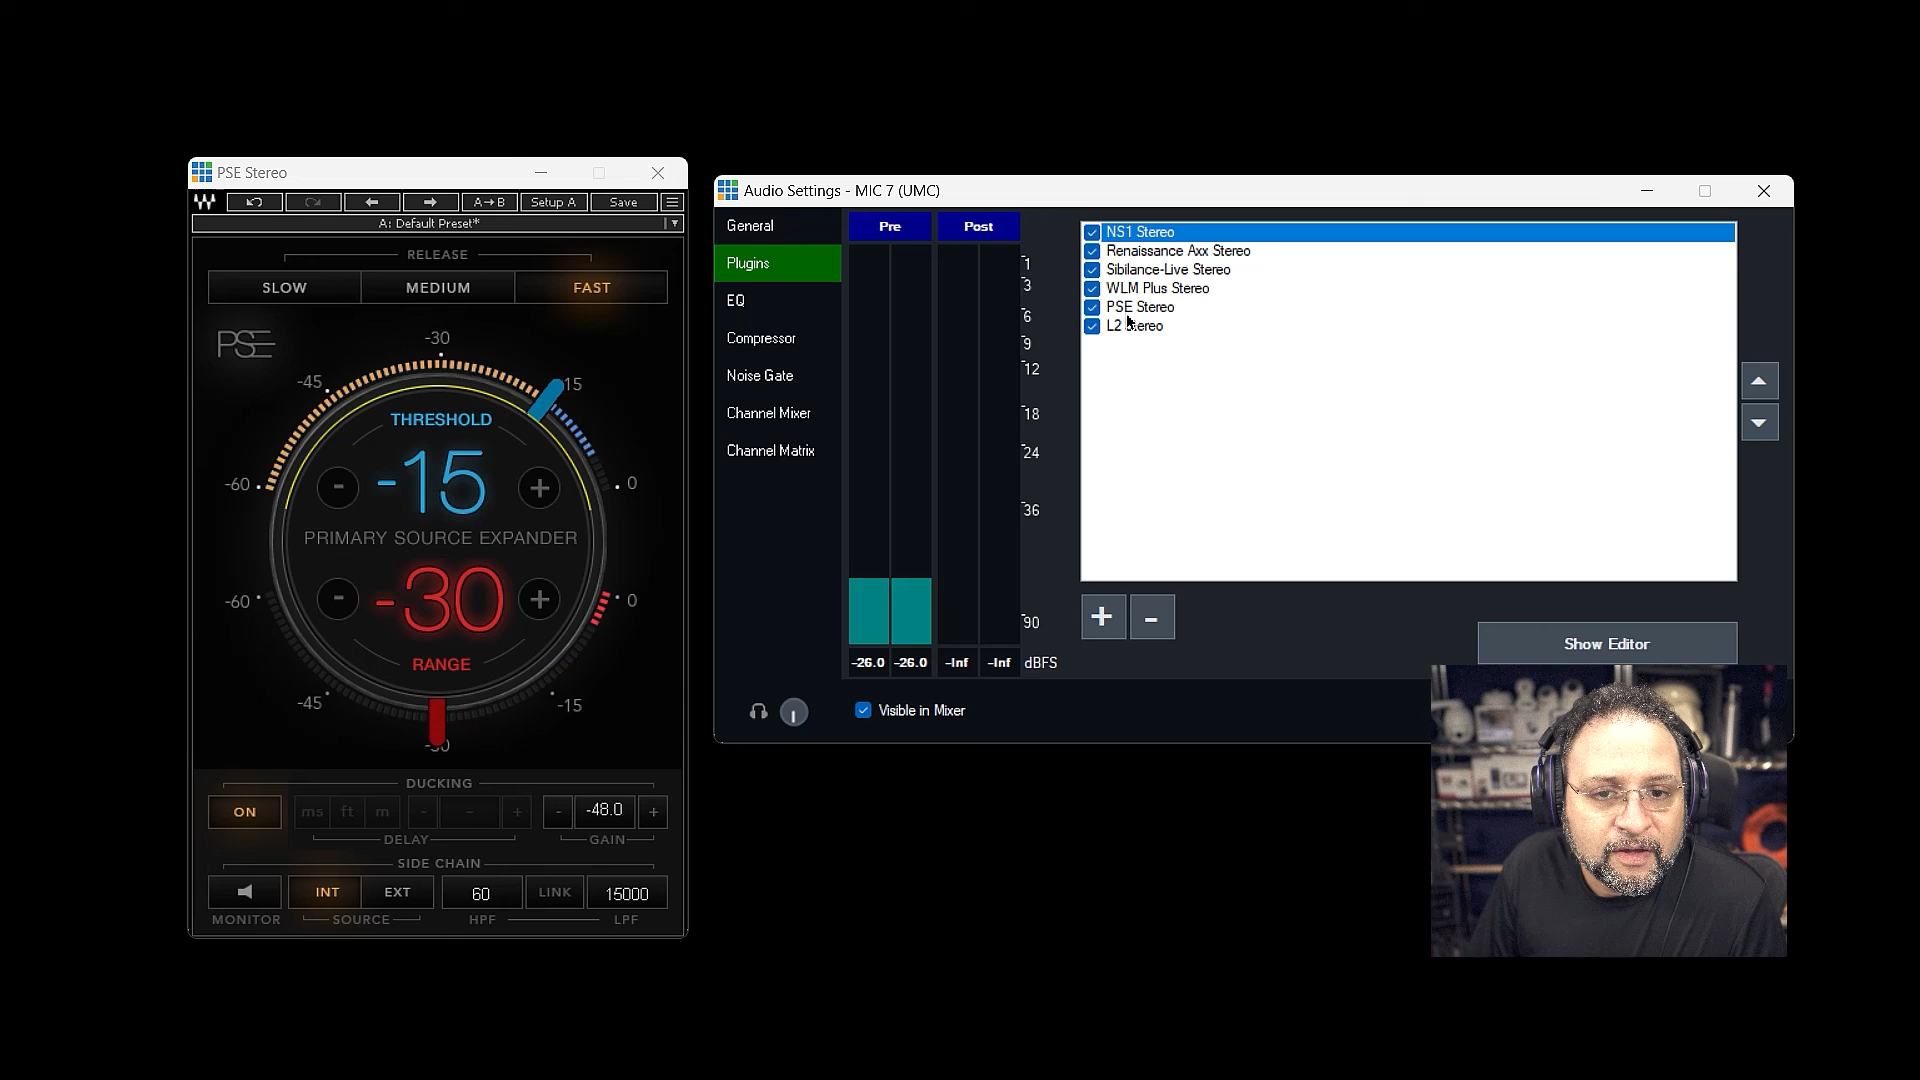 PSE Stereo
A→B Setup A Save
A: Default Preset*
RELEASE
SLOW MEDIUM FAST
PSE
-30
-45 15
THRESHOLD
- -15 +
-60 0
PRIMARY SOURCE EXPANDER
- -30 +
-60 0
RANGE
-45 -15
-30
DUCKING
ON ms ft m - - + - -48.0 +
DELAY GAIN
SIDE CHAIN
INT EXT 60 LINK 15000
MONITOR SOURCE HPF LPF
Audio Settings - MIC 7 (UMC)
General
Plugins
EQ
Compressor
Noise Gate
Channel Mixer
Channel Matrix
Pre Post
1
3
6
9
12
18
24
36
90
-26.0 -26.0 -Inf -Inf dBFS
Visible in Mixer
NS1 Stereo
Renaissance Axx Stereo
Sibilance-Live Stereo
WLM Plus Stereo
PSE Stereo
L2 Stereo
+ -
Show Editor